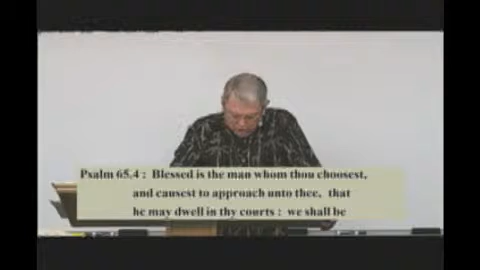 Psalm 65.4 : Blessed is the man whom thou choosest,
and causest to approach unto thee, that
he may dwell in thy courts : we shall be